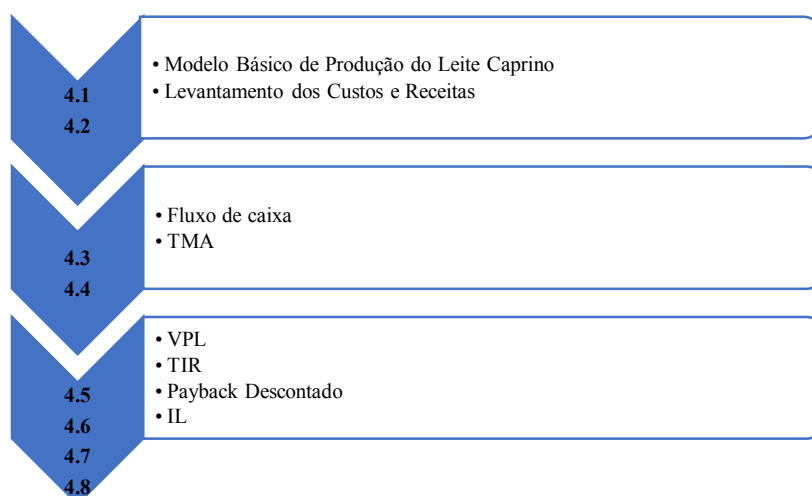 4.1
4.2
• Modelo Básico de Produção do Leite Caprino
• Levantamento dos Custos e Receitas
4.3
4.4
• Fluxo de caixa
• TMA
4.5
4.6
4.7
4.8
• VPL
• TIR
• Payback Descontado
• IL